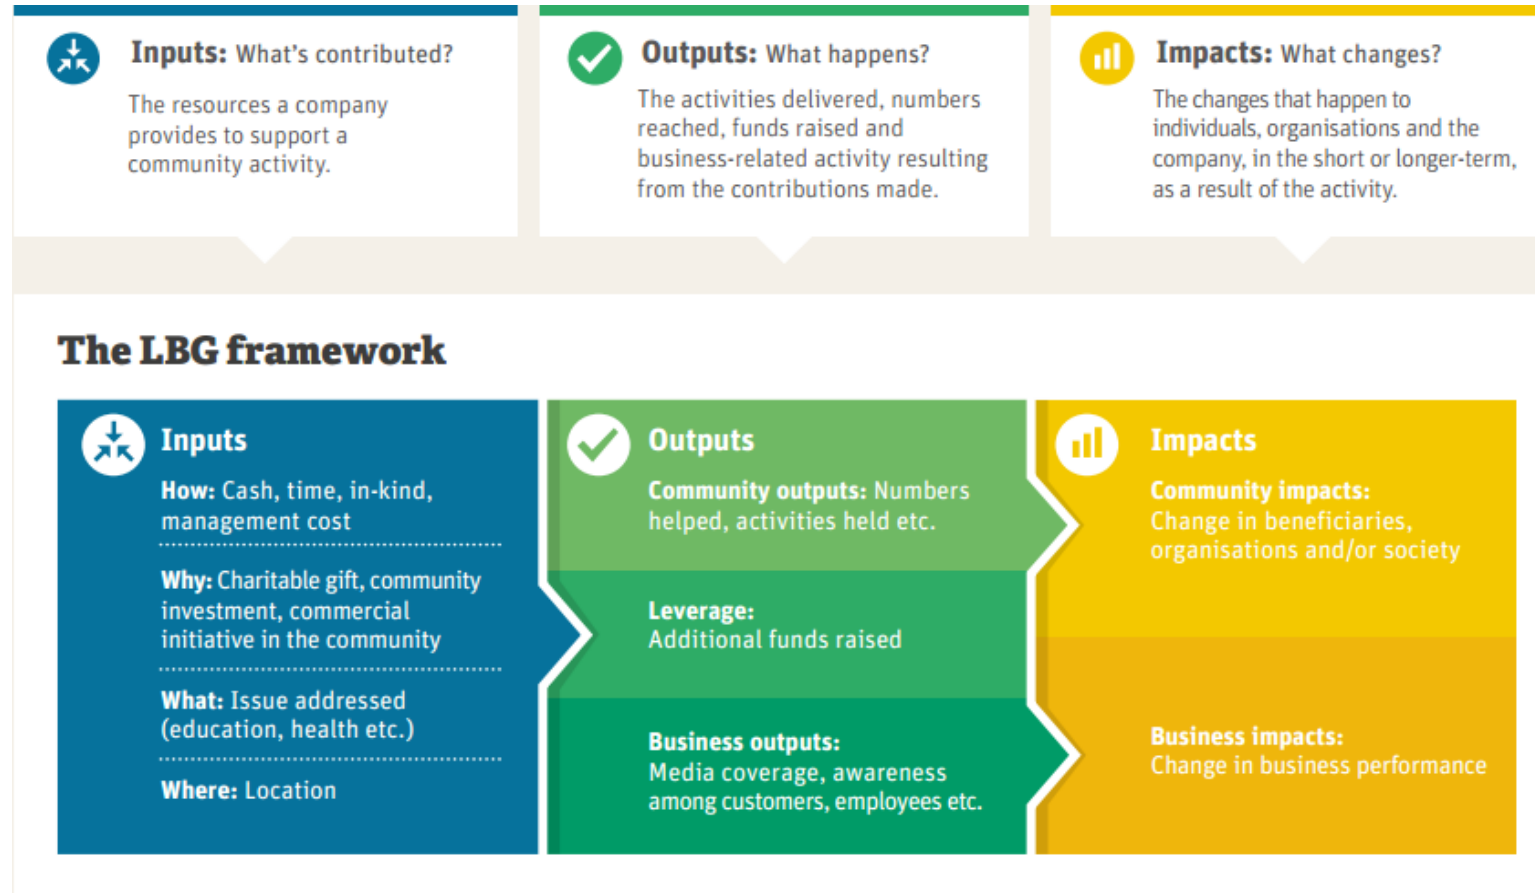 Inputs: What's contributed?
The resources a company
provides to support a
community activity.
Outputs: What happens?
The activities delivered, numbers
reached, funds raised and
business-related activity resulting
from the contributions made.
Impacts: What changes?
The changes that happen to
individuals, organisations and the
company, in the short or longer-term,
as a result of the activity.
The LBG framework
Inputs
How: Cash, time, in-kind,
management cost
Why: Charitable gift, community
investment, commercial
initiative in the community
What: Issue addressed
(education, health etc.)
Where: Location
Outputs
Community outputs: Numbers
helped, activities held etc.
Leverage:
Additional funds raised
Business outputs:
Media coverage, awareness
among customers, employees etc.
Impacts
Community impacts:
Change in beneficiaries,
organisations and/or society
Business impacts:
Change in business performance